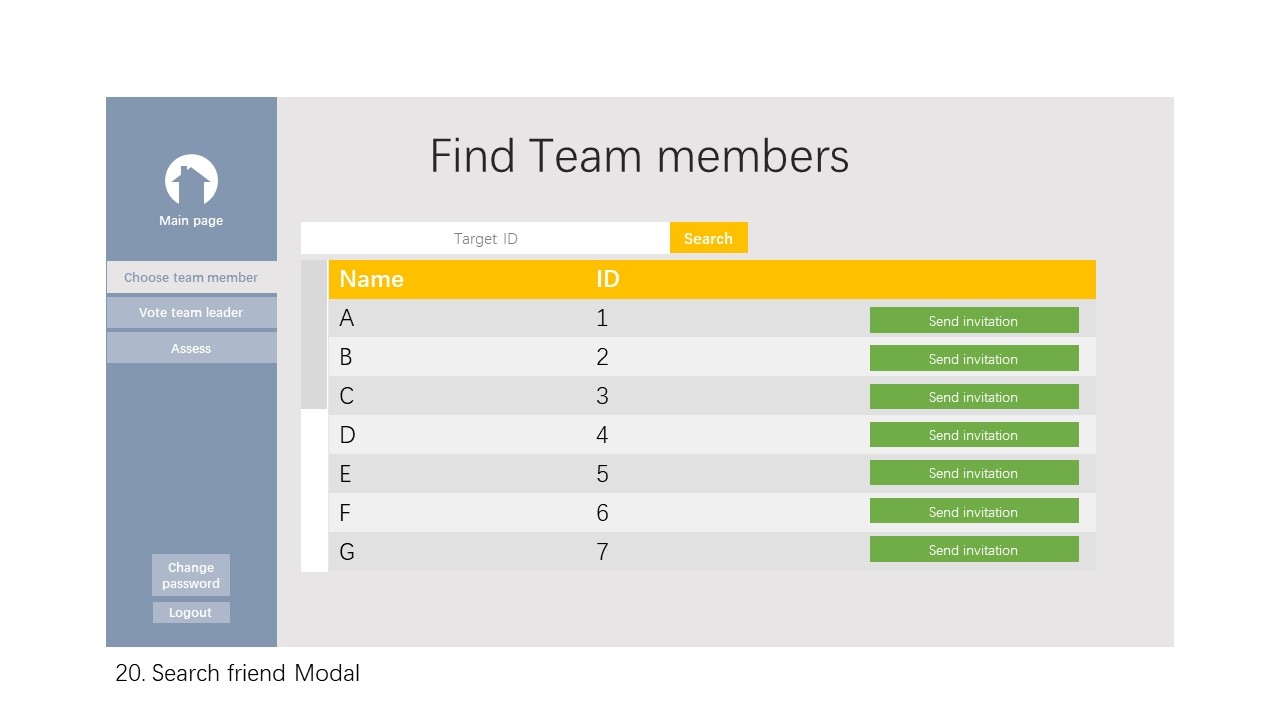 Find Team members
Main page
Target ID
Search
Choose team member
Vote team leader
Assess
Name ID
A 1 Send invitation
B 2 Send invitation
C 3 Send invitation
D 4 Send invitation
E 5 Send invitation
F 6 Send invitation
G 7 Send invitation
Change
password
Logout
20. Search friend Modal